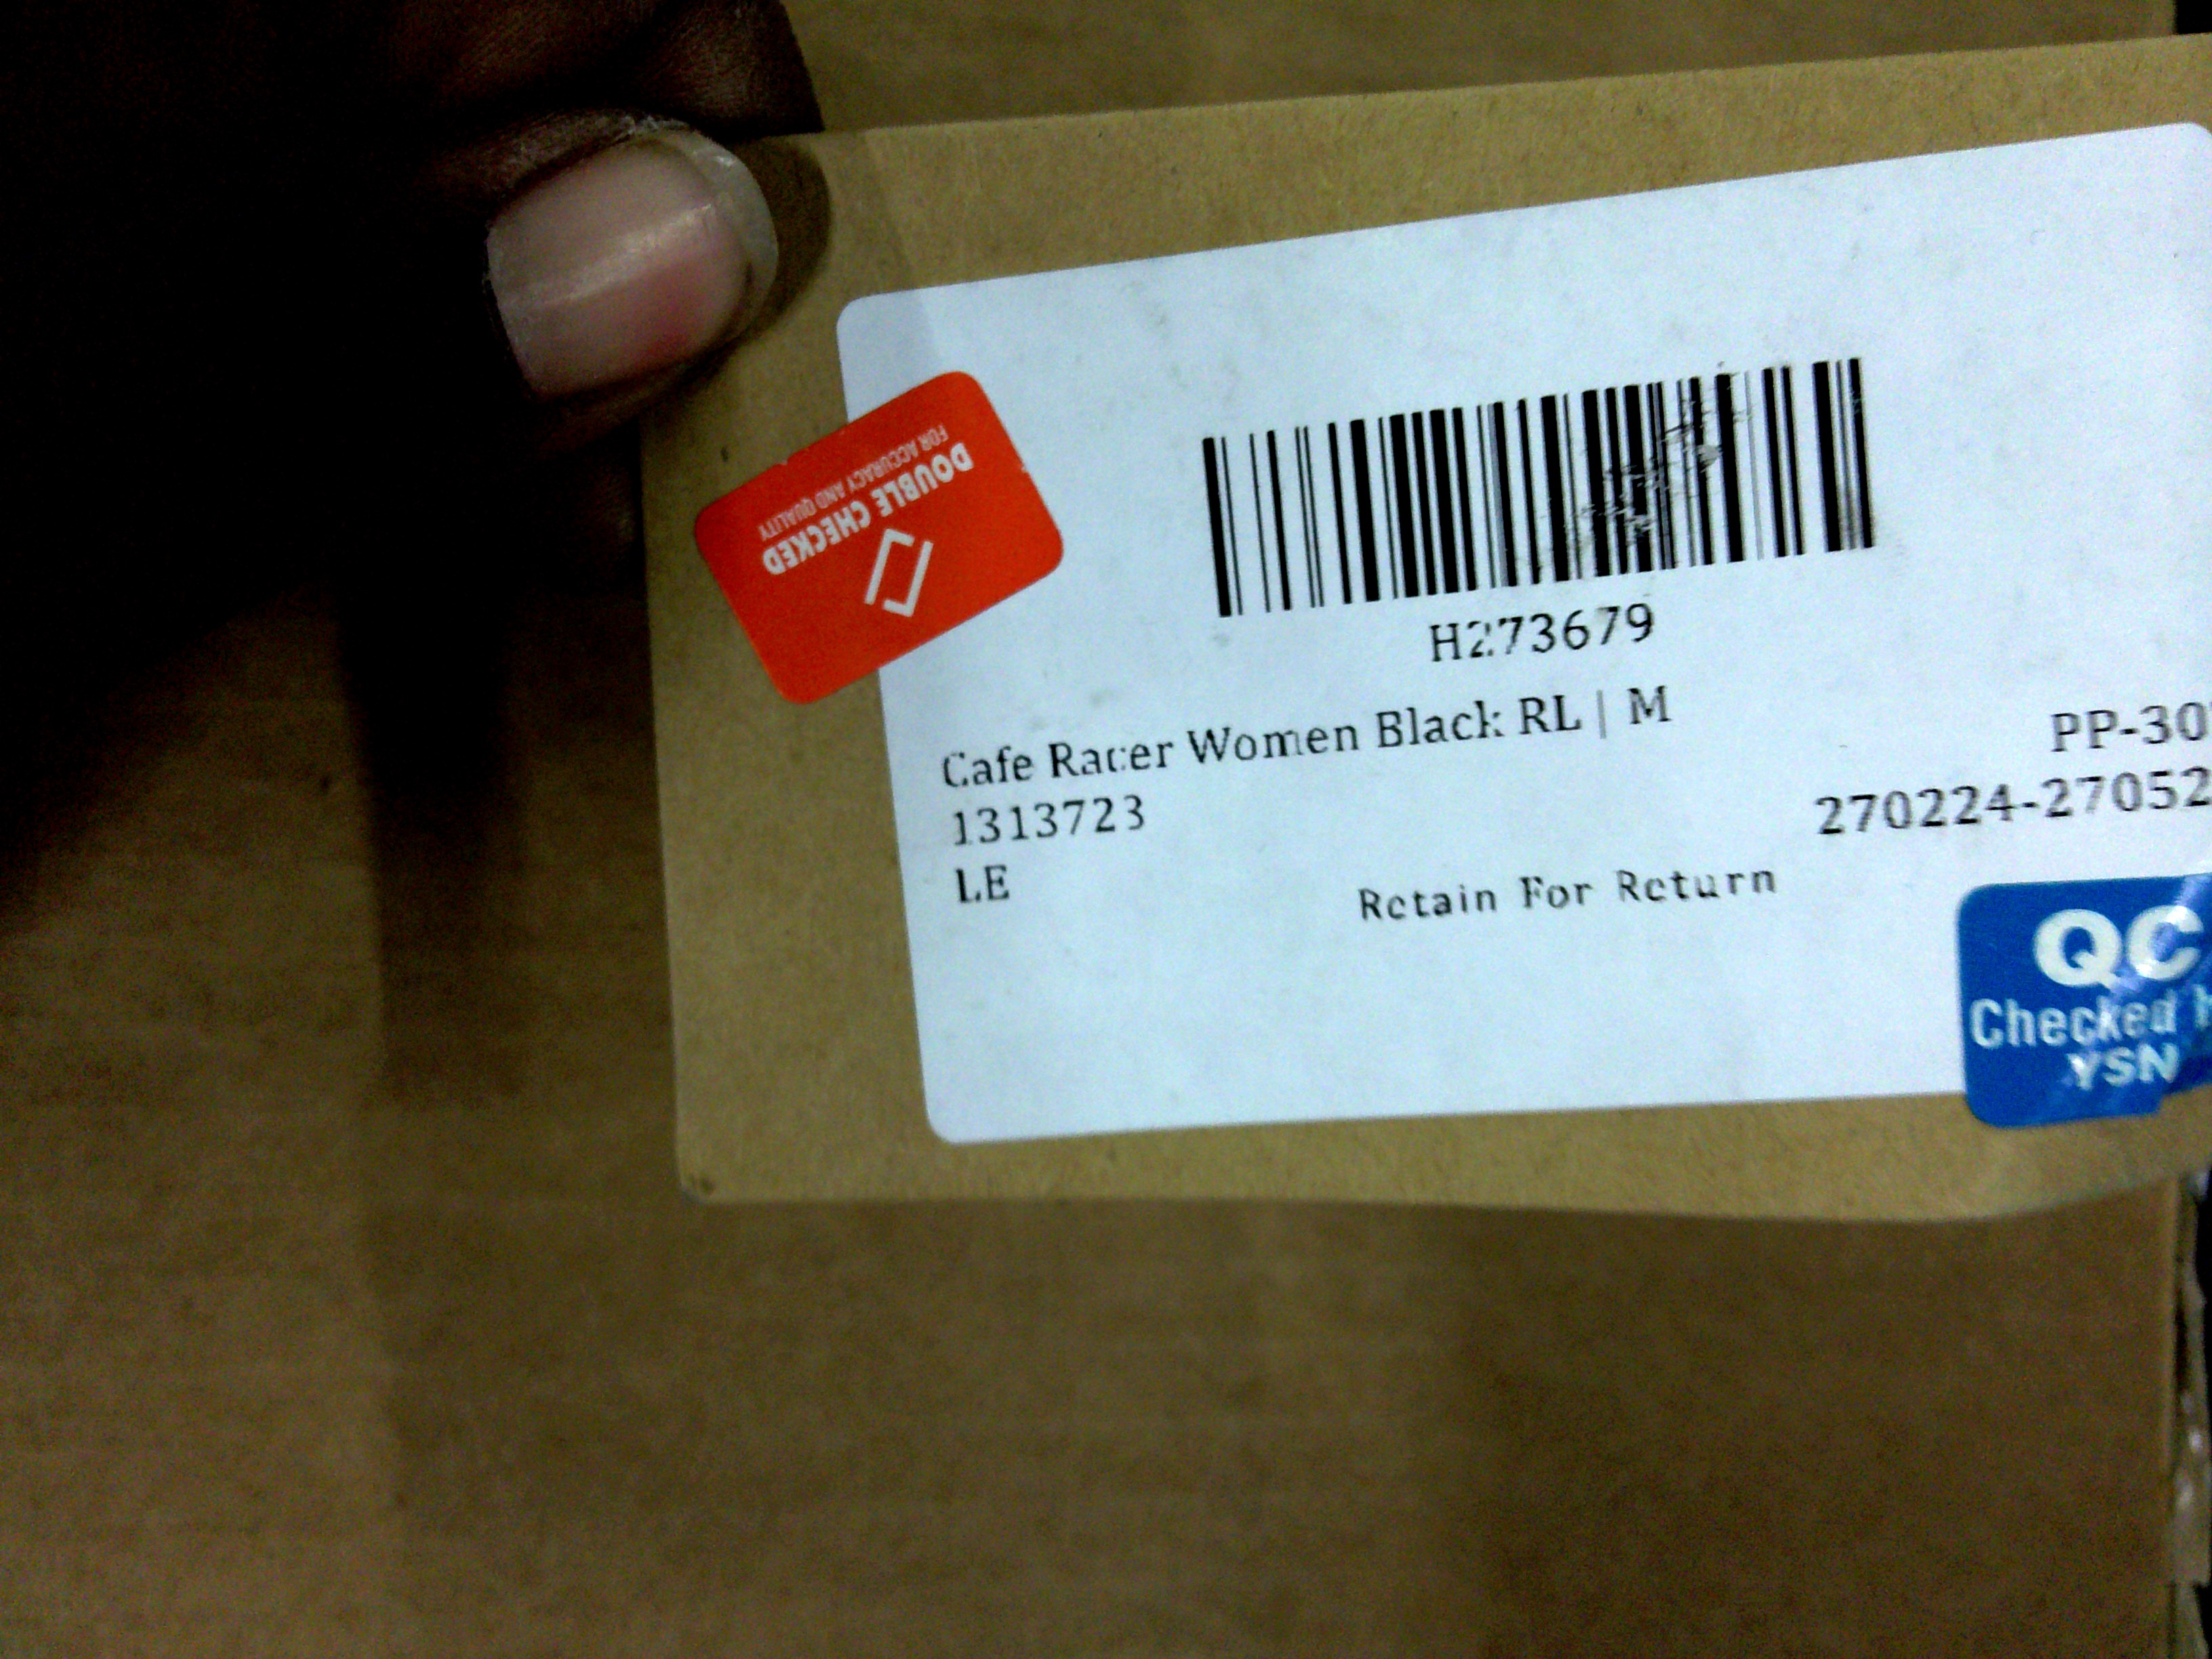 DOUBLE CHECKED
FOR ACCURACY AND QUALITY
H273679
Cafe Racer Women Black RL | M
1313723
LE
PP-30
270224-27052
Retain For Return
QC
Checked
YSN